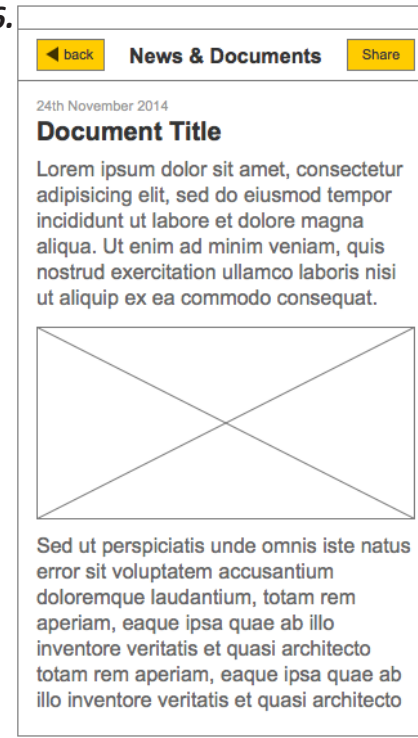 5.
back News & Documents Share
24th November 2014
Document Title
Lorem ipsum dolor sit amet, consectetur
adipisicing elit, sed do eiusmod tempor
incididunt ut labore et dolore magna
aliqua. Ut enim ad minim veniam, quis
nostrud exercitation ullamco laboris nisi
ut aliquip ex ea commodo consequat.
Sed ut perspiciatis unde omnis iste natus
error sit voluptatem accusantium
doloremque laudantium, totam rem
aperiam, eaque ipsa quae ab illo
inventore veritatis et quasi architecto
totam rem aperiam, eaque ipsa quae ab
illo inventore veritatis et quasi architecto